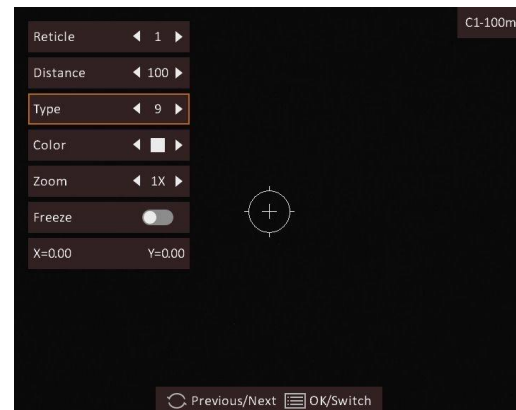 C1-100m
Reticle 1
Distance 100
Type 9
Color
Zoom 1X
Freeze
X=0.00 Y=0.00
Previous/Next OK/Switch